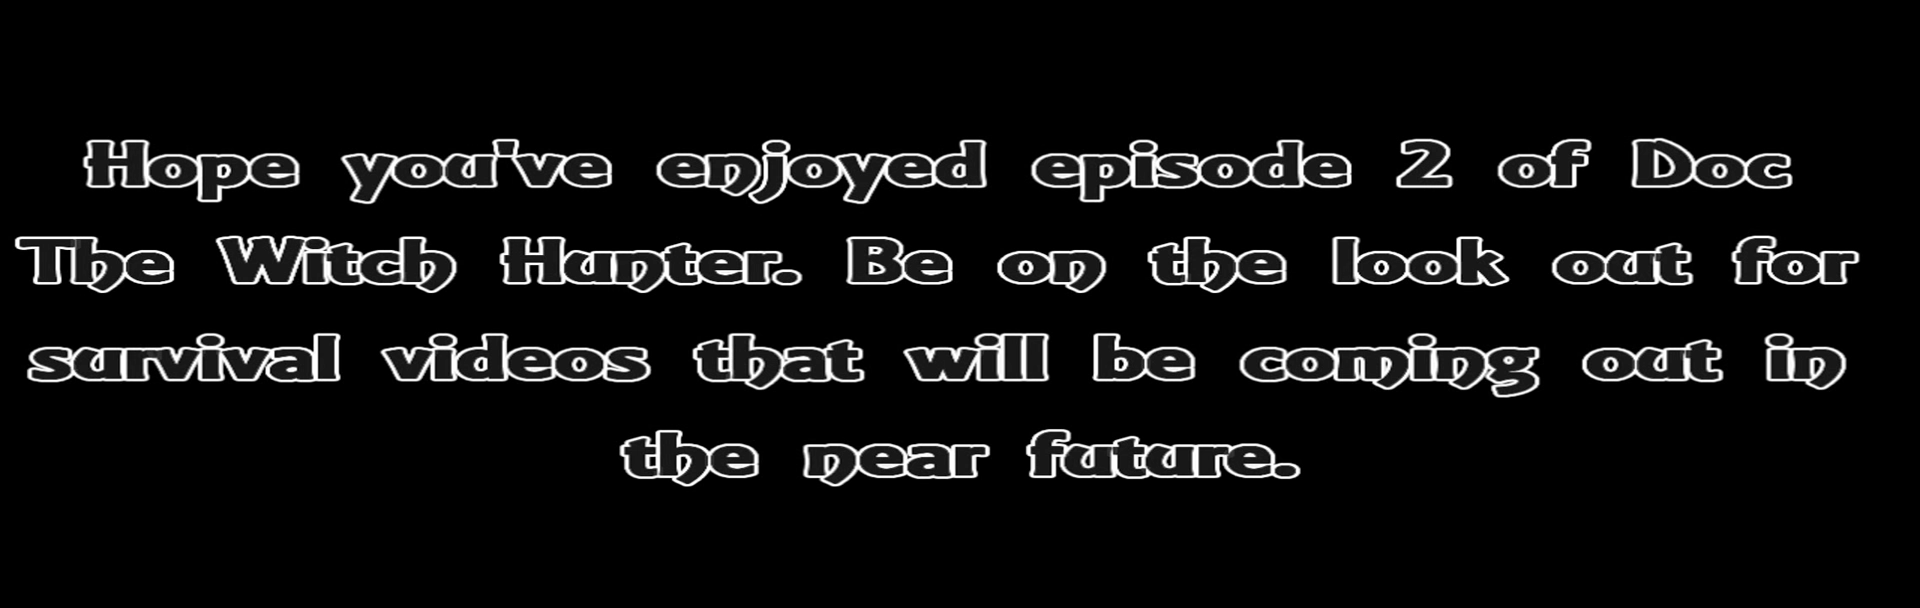 Hope you've enjoyed episode 2 of Doc
The Witch Hunter. Be on the look out for
survival videos that will be coming out in
the near future.